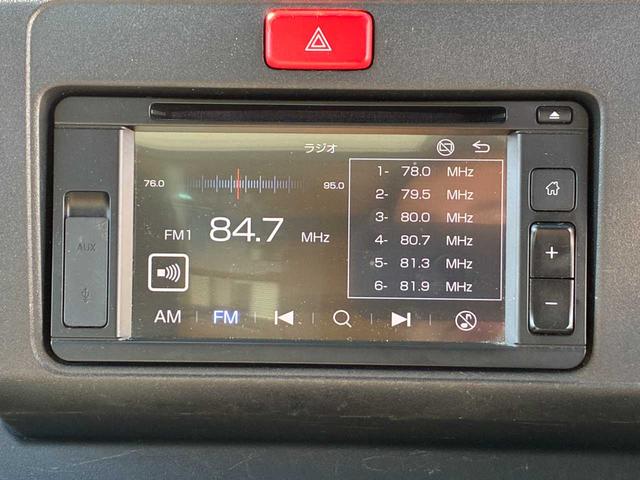 ラジオ
76.0
95.0
FM1 84.7 MHz
1- 78.0 MHz
2- 79.5 MHz
3- 80.0 MHz
4- 80.7 MHz
5- 81.3 MHz
6- 81.9 MHz
AM FM
AUX